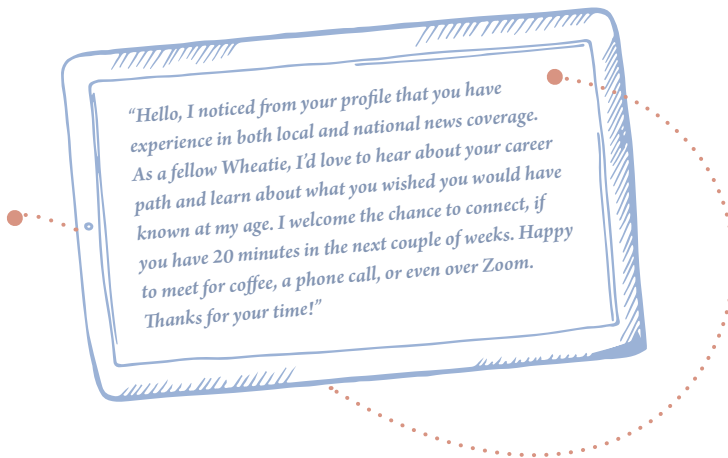 “Hello, I noticed from your profile that you have
experience in both local and national news coverage.
As a fellow Wheatie, I’d love to hear about your career
path and learn about what you wished you would have
known at my age. I welcome the chance to connect, if
you have 20 minutes in the next couple of weeks. Happy
to meet for coffee, a phone call, or even over Zoom.
Thanks for your time!”